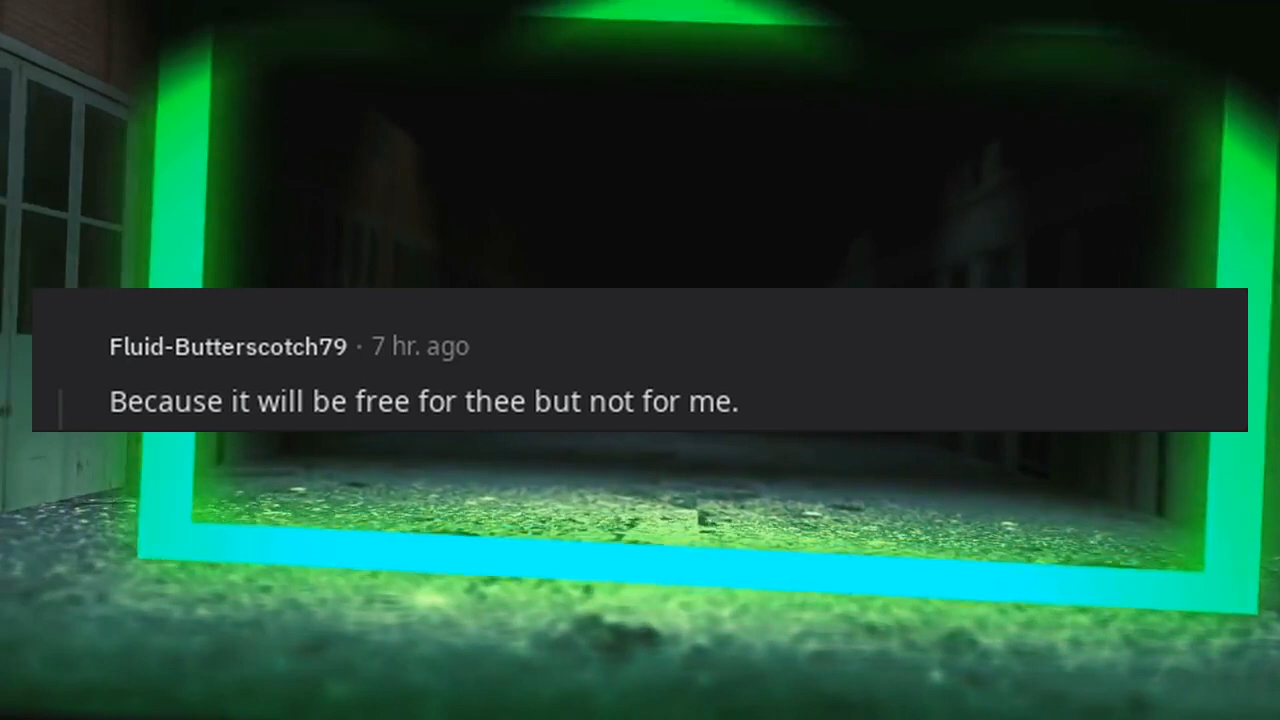 Fluid-Butterscotch79 · 7 hr. ago
Because it will be free for thee but not for me.